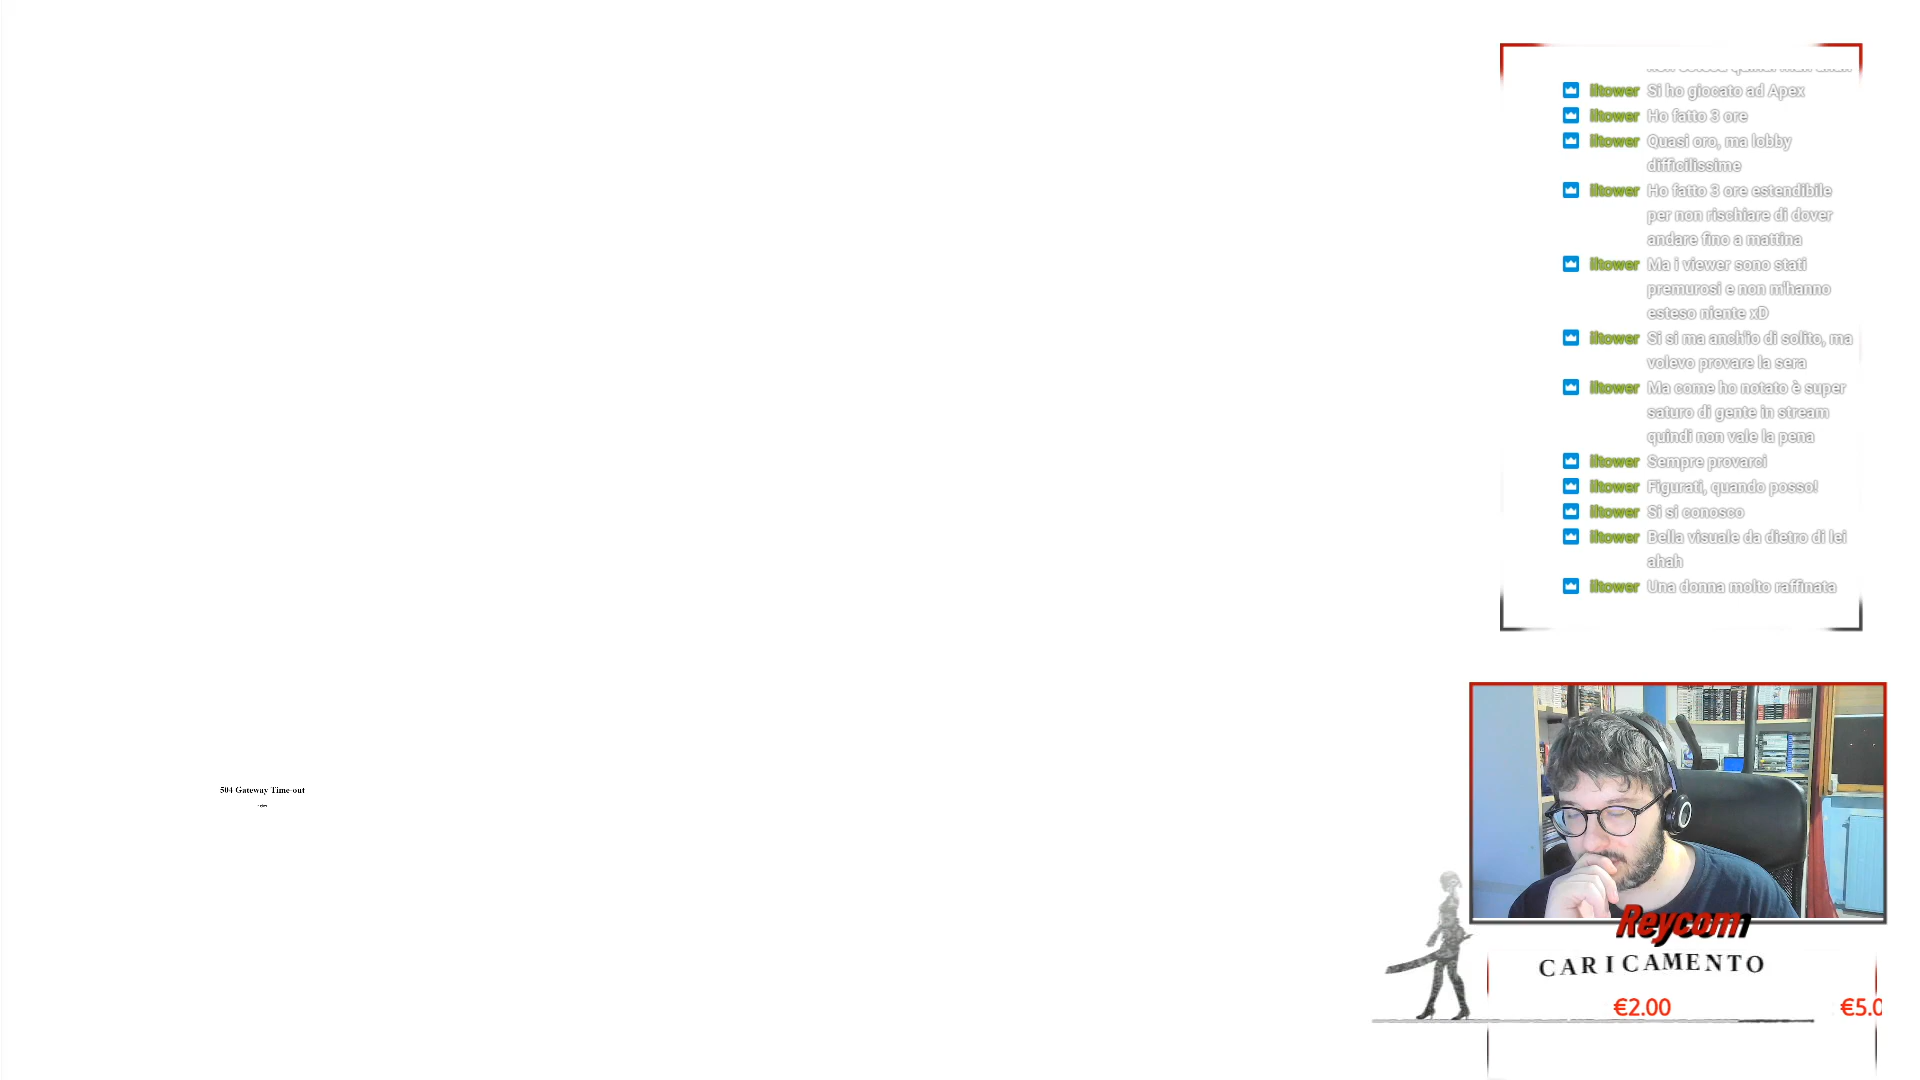 iltower Si ho giocato ad Apex
iltower Ho fatto 3 ore
iltower Quasi oro, ma lobby
difficilissime
iltower Ho fatto 3 ore estendibile
per non rischiare di dover
andare fino a mattina
iltower Ma i viewer sono stati
premurosi e non m'hanno
esteso niente xD
iltower Si si ma anch'io di solito, ma
volevo provare la sera
iltower Ma come ho notato è super
saturo di gente in stream
quindi non vale la pena
iltower Sempre provarci
iltower Figurati, quando posso!
iltower Si si conosco
iltower Bella visuale da dietro di lei
ahah
iltower Una donna molto raffinata
504 Gateway Time-out
Reycom
CARICAMENTO
€2.00 €5.0